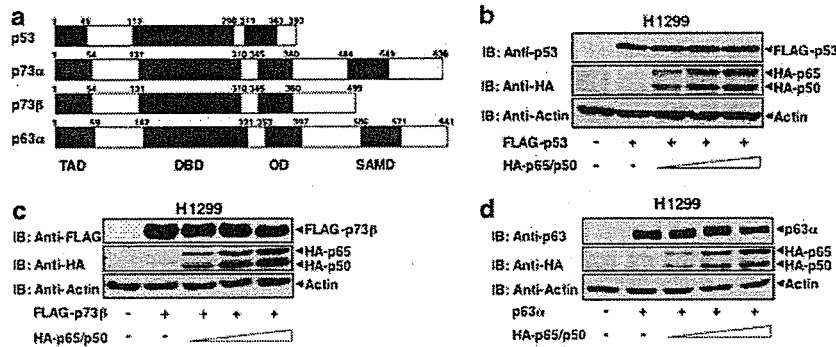 a
1 45 113 290 319 363 393
p53
1 54 131 310 345 380 484 549 636
p73α
1 54 131 310 345 380 499
p73β
1 59 142 321 353 397 505 571 641
p63α
TAD DBD OD SAMD
b
H1299
IB: Anti-p53 FLAG-p53
HA-p65
IB: Anti-HA HA-p50
IB: Anti-Actin Actin
FLAG-p53 - + + + +
HA-p65/p50 - -
c
H1299
IB: Anti-FLAG FLAG-p73β
HA-p65
IB: Anti-HA HA-p50
IB: Anti-Actin Actin
FLAG-p73β - + + + +
HA-p65/p50 - -
d
H1299
IB: Anti-p63 p63α
HA-p65
IB: Anti-HA HA-p50
IB: Anti-Actin Actin
p63α - + + + +
HA-p65/p50 - -